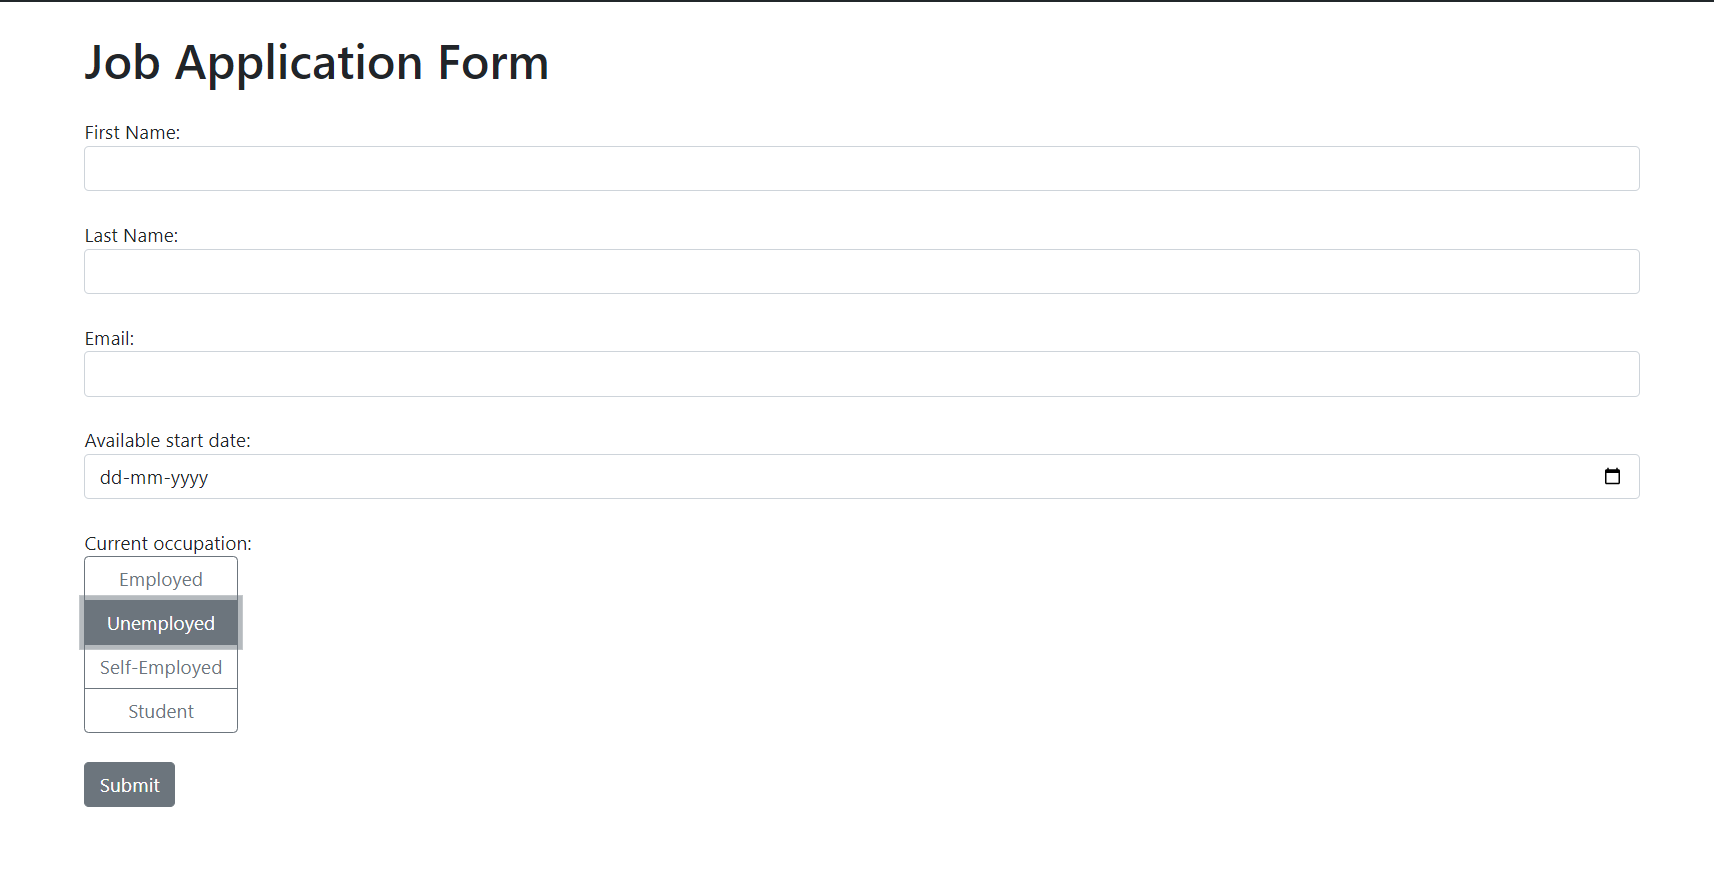 Job Application Form
First Name:
Last Name:
Email:
Available start date:
dd-mm-yyyy
Current occupation:
Employed
Unemployed
Self-Employed
Student
Submit